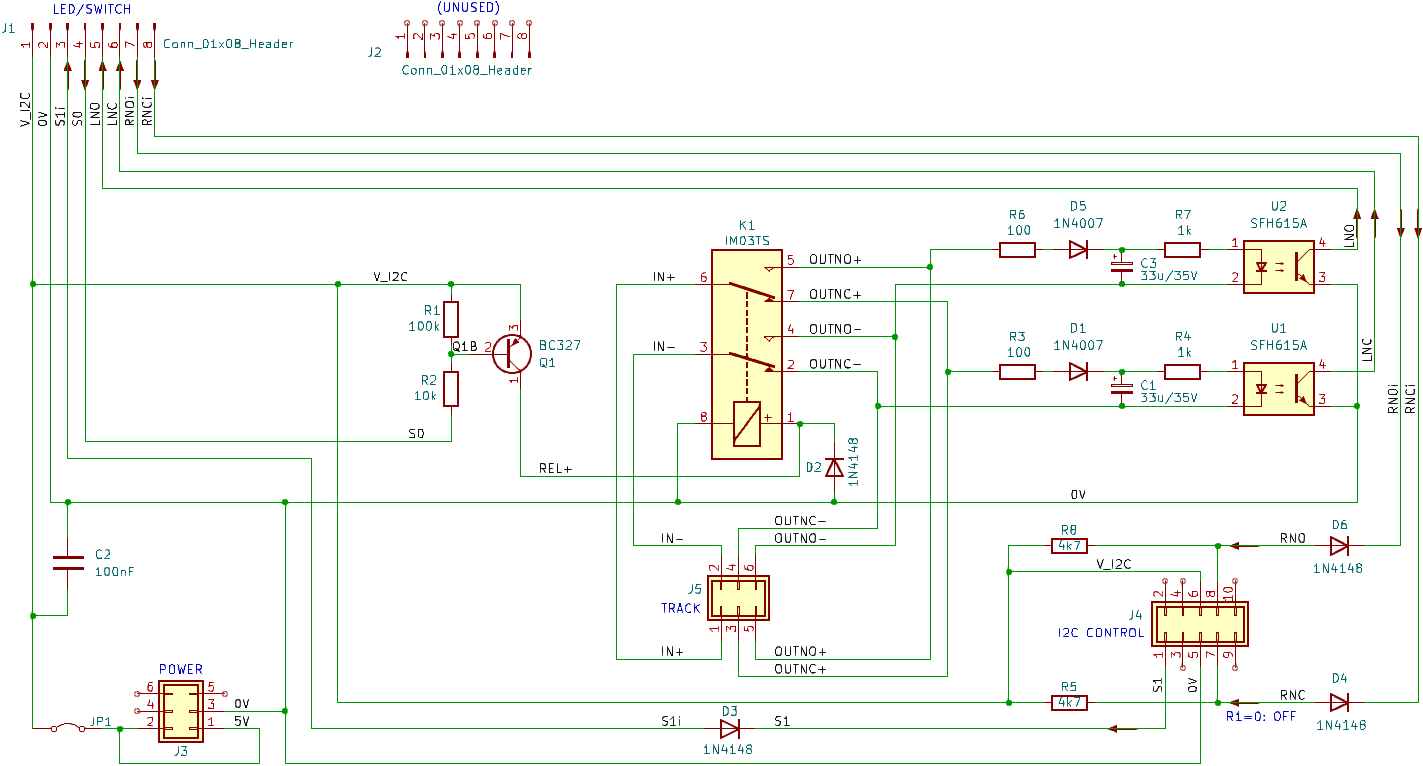 LED/SWITCH
J1
1 2 3 4 5 6 7 8
Conn_01x08_Header
(UNUSED)
1 2 3 4 5 6 7 8
J2
Conn_01x08_Header
V_I2C
0V
S1i
S0
LNO
LNC
RNOi
RNCi
V_I2C
R1
100k
Q1B
2
3
1
BC327
Q1
R2
10k
S0
REL+
K1
IM03TS
IN+
6
5
OUTNO+
7
OUTNC+
4
OUTNO-
IN-
3
2
OUTNC-
8
+
1
D2
1N4148
R6
100
D5
1N4007
+
C3
33u/35V
R7
1k
U2
SFH615A
1
2
4
3
LNO
R3
100
D1
1N4007
+
C1
33u/35V
R4
1k
U1
SFH615A
1
2
4
3
LNC
RNOi
RNCi
0V
C2
100nF
OUTNC-
OUTNO-
IN-
2 4 6
J5
TRACK
1 3 5
IN+
OUTNO+
OUTNC+
R8
4k7
RNO
D6
1N4148
V_I2C
2 4 6 8 10
J4
I2C CONTROL
1 3 5 7 9
S1
0V
R5
4k7
RNC
R1=0: OFF
D4
1N4148
POWER
6 5
4 3
2 1
0V
5V
JP1
J3
S1i
D3
S1
1N4148